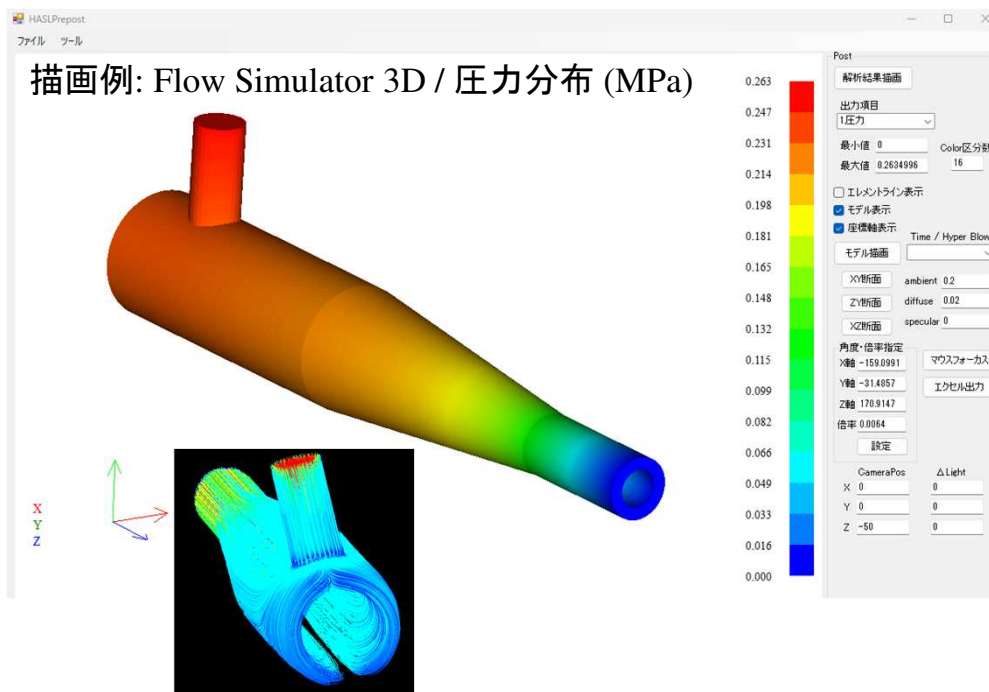 HASLPrepost
ファイル ツール
描画例: Flow Simulator 3D / 圧力分布 (MPa)
0.263
0.247
0.231
0.214
0.198
0.181
0.165
0.148
0.132
0.115
0.099
0.082
0.066
0.049
0.033
0.016
0.000
X
Y
Z
Post
解析結果描画
出力項目
1圧力
最小値 0
Color区分数
最大値 0.2634996
16
エレメントライン表示
モデル表示
座標軸表示
Time / Hyper Blow
モデル描画
XY断面
ambient 0.2
ZY断面
diffuse 0.02
XZ断面
specular 0
角度・倍率指定
X軸 -159.0991
マウスフォーカス
Y軸 -31.4857
エクセル出力
Z軸 170.9147
倍率 0.0064
設定
CameraPos
ΔLight
X 0 0
Y 0 0
Z -50 0